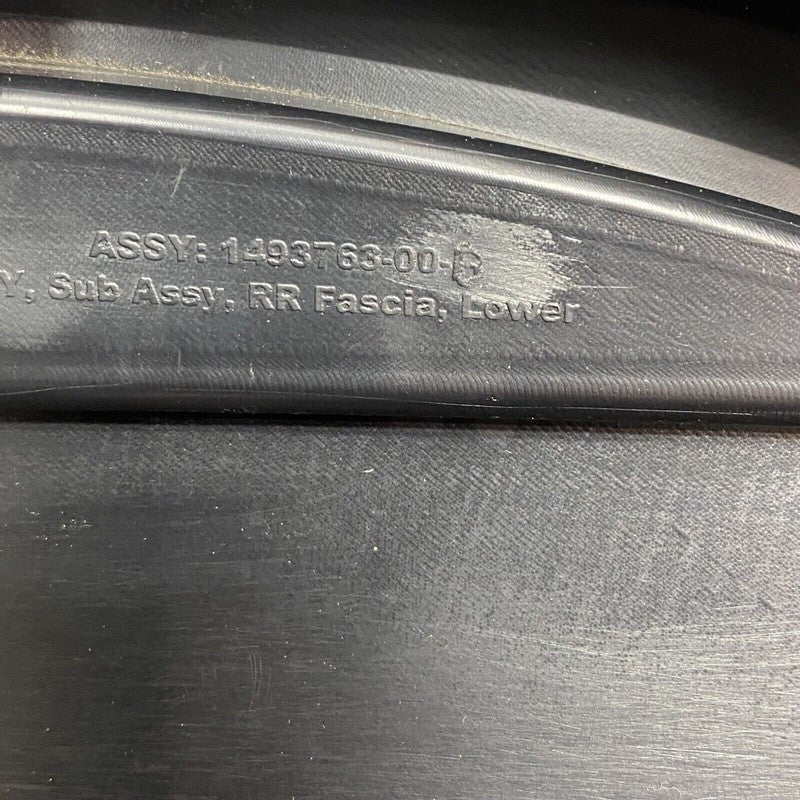 ASSY: 1493763-00-
Y, Sub Assy, RR Fascia, Lower